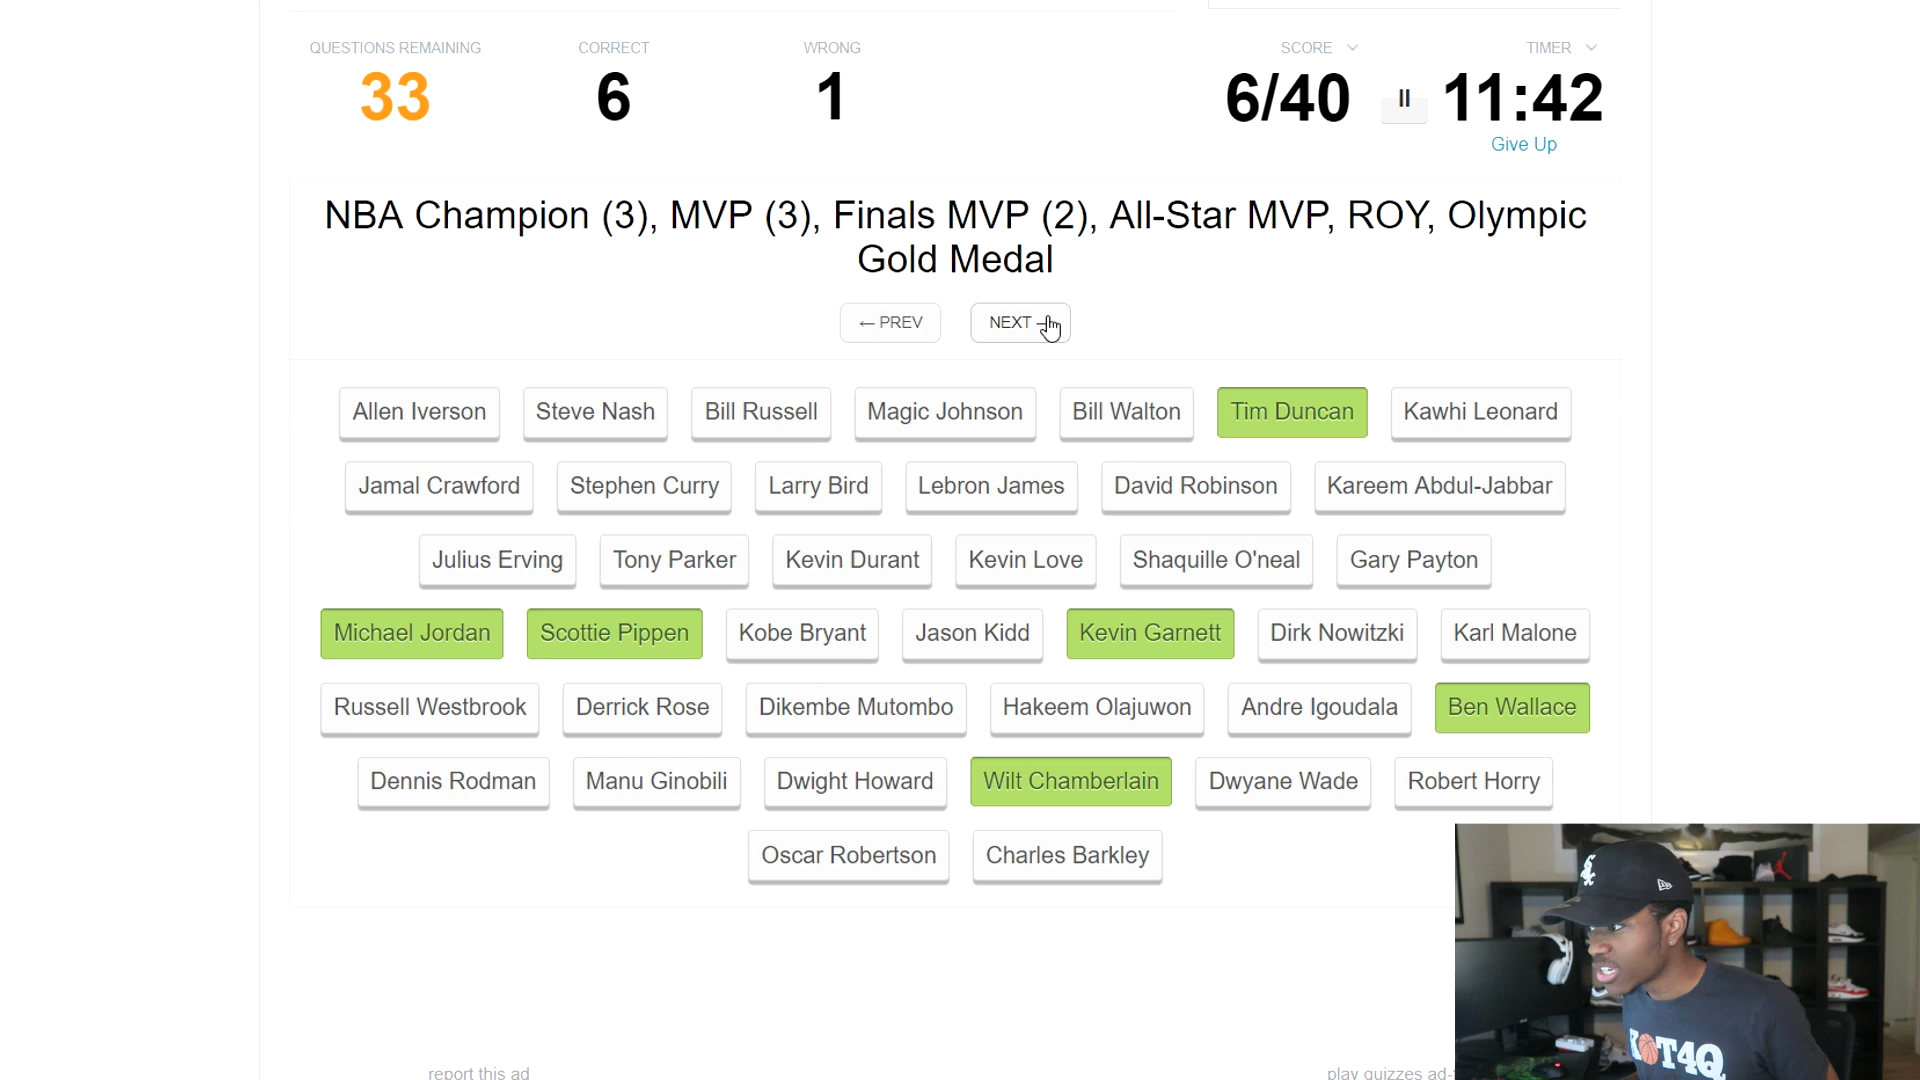 QUESTIONS REMAINING CORRECT WRONG SCORE TIMER
33 6 1 6/40 11:42
Give Up
NBA Champion (3), MVP (3), Finals MVP (2), All-Star MVP, ROY, Olympic
Gold Medal
← PREV NEXT
Allen Iverson Steve Nash Bill Russell Magic Johnson Bill Walton Tim Duncan Kawhi Leonard
Jamal Crawford Stephen Curry Larry Bird Lebron James David Robinson Kareem Abdul-Jabbar
Julius Erving Tony Parker Kevin Durant Kevin Love Shaquille O'neal Gary Payton
Michael Jordan Scottie Pippen Kobe Bryant Jason Kidd Kevin Garnett Dirk Nowitzki Karl Malone
Russell Westbrook Derrick Rose Dikembe Mutombo Hakeem Olajuwon Andre Igoudala Ben Wallace
Dennis Rodman Manu Ginobili Dwight Howard Wilt Chamberlain Dwyane Wade Robert Horry
Oscar Robertson Charles Barkley
KOT4Q
report this ad play quizzes ad-